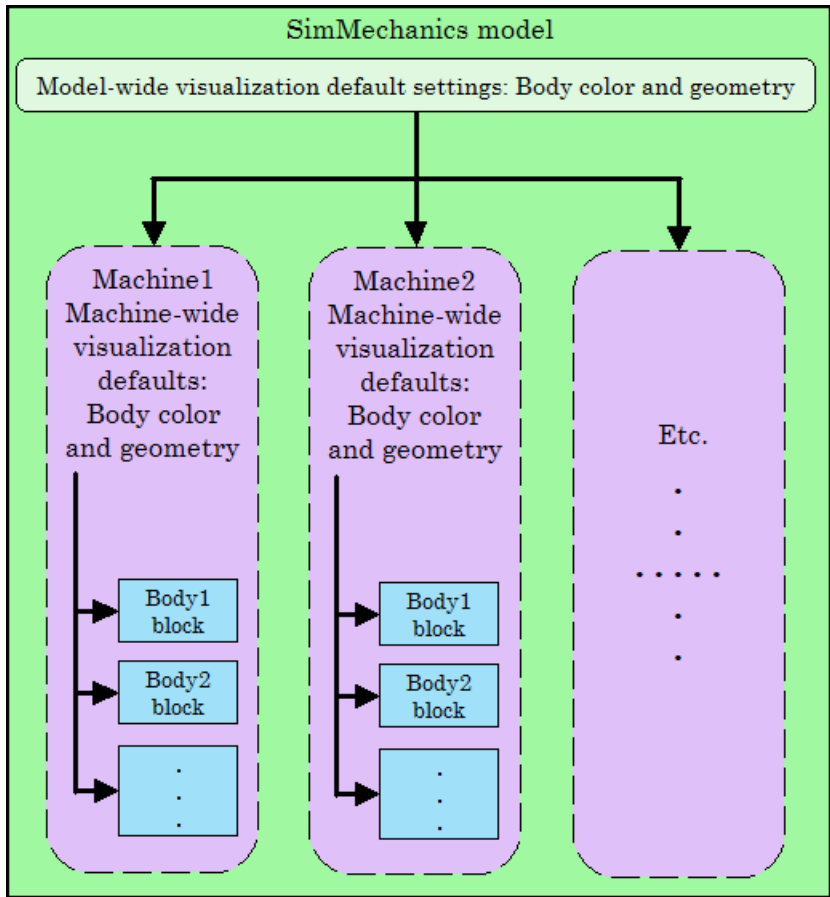 SimMechanics model
Model-wide visualization default settings: Body color and geometry
Machine1
Machine-wide
visualization
defaults:
Body color
and geometry
Body1
block
Body2
block
.
.
.
Machine2
Machine-wide
visualization
defaults:
Body color
and geometry
Body1
block
Body2
block
.
.
.
Etc.
.
.
. . . . .
.
.